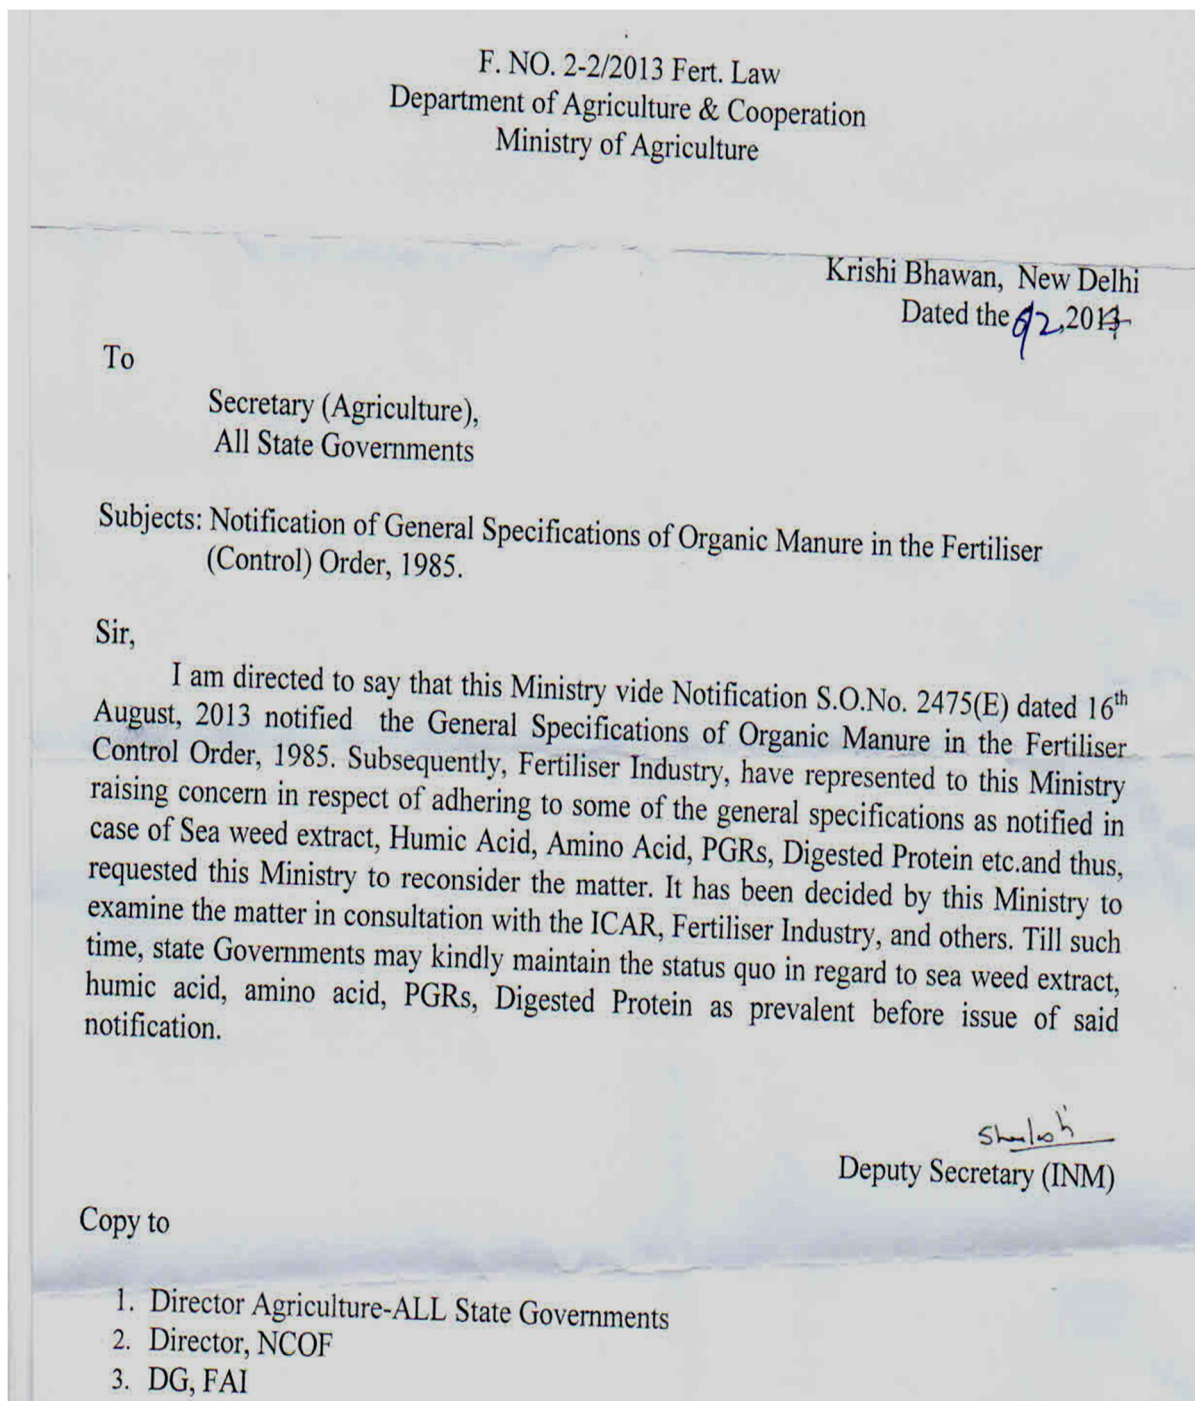 F. NO. 2-2/2013 Fert. Law
Department of Agriculture & Cooperation
Ministry of Agriculture
Krishi Bhawan, New Delhi
Dated the 6/2,2014
To
Secretary (Agriculture),
All State Governments
Subjects: Notification of General Specifications of Organic Manure in the Fertiliser
(Control) Order, 1985.
Sir,
I am directed to say that this Ministry vide Notification S.O.No. 2475(E) dated 16th
August, 2013 notified the General Specifications of Organic Manure in the Fertiliser
Control Order, 1985. Subsequently, Fertiliser Industry, have represented to this Ministry
raising concern in respect of adhering to some of the general specifications as notified in
case of Sea weed extract, Humic Acid, Amino Acid, PGRs, Digested Protein etc.and thus,
requested this Ministry to reconsider the matter. It has been decided by this Ministry to
examine the matter in consultation with the ICAR, Fertiliser Industry, and others. Till such
time, state Governments may kindly maintain the status quo in regard to sea weed extract,
humic acid, amino acid, PGRs, Digested Protein as prevalent before issue of said
notification.
Deputy Secretary (INM)
Copy to
1. Director Agriculture-ALL State Governments
2. Director, NCOF
3. DG, FAI